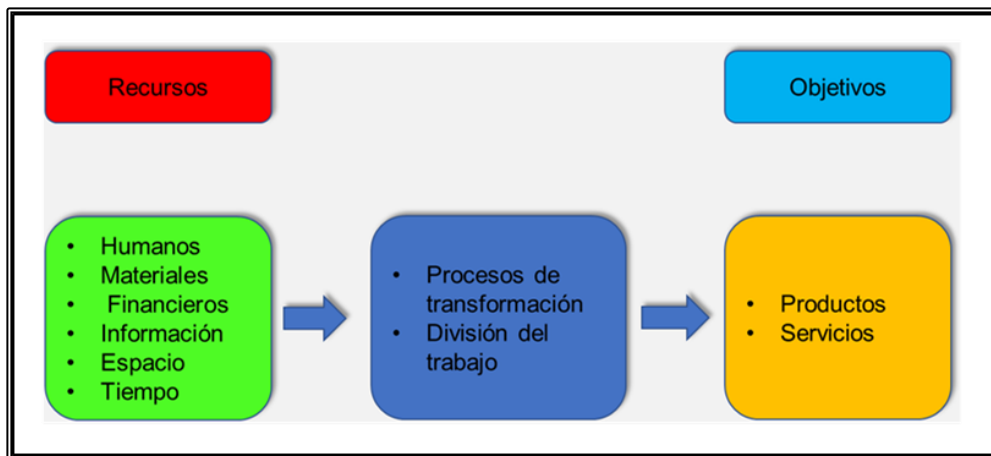 Recursos
Objetivos
• Humanos
• Materiales
• Financieros
• Información
• Espacio
• Tiempo
• Procesos de
transformación
• División del
trabajo
• Productos
• Servicios